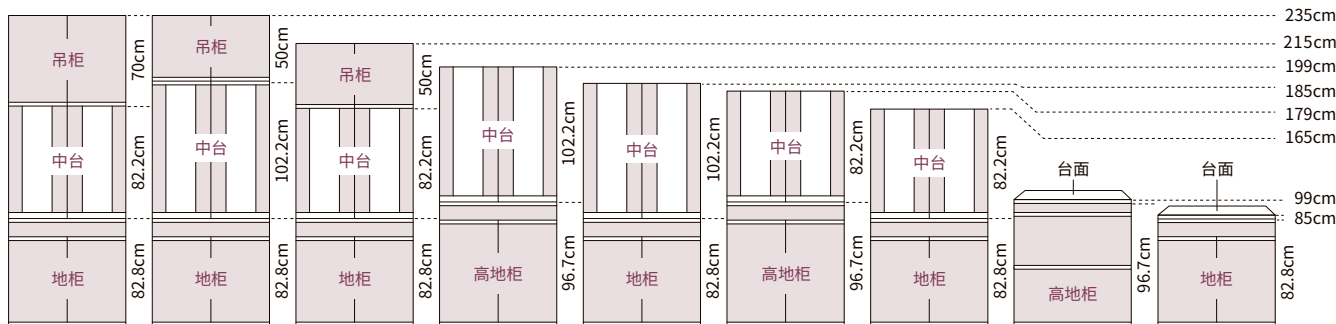 吊柜
70cm
中台
82.2cm
地柜
82.8cm
吊柜
50cm
中台
102.2cm
地柜
82.8cm
吊柜
50cm
中台
82.2cm
地柜
82.8cm
中台
102.2cm
高地柜
96.7cm
中台
102.2cm
地柜
82.8cm
中台
82.2cm
高地柜
96.7cm
中台
82.2cm
地柜
82.8cm
台面
高地柜
96.7cm
台面
地柜
82.8cm
235cm
215cm
199cm
185cm
179cm
165cm
99cm
85cm